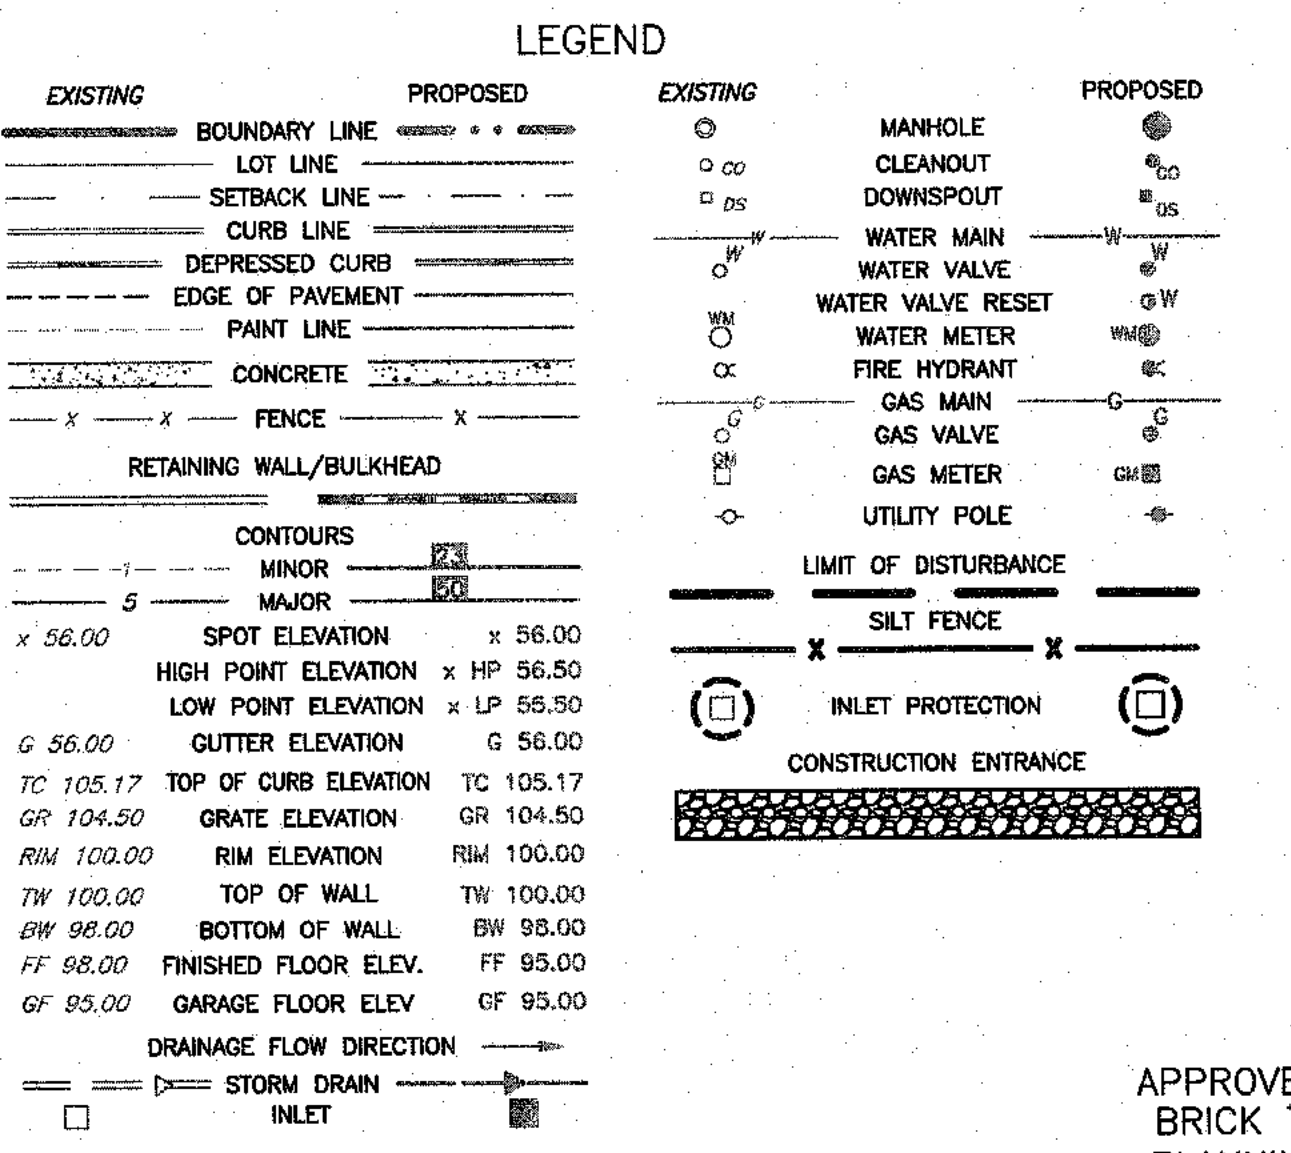 LEGEND
EXISTING PROPOSED
BOUNDARY LINE
LOT LINE
SETBACK LINE
CURB LINE
DEPRESSED CURB
EDGE OF PAVEMENT
PAINT LINE
CONCRETE
X X FENCE X
RETAINING WALL/BULKHEAD
CONTOURS
1 MINOR 23
5 MAJOR 50
x 56.00 SPOT ELEVATION x 56.00
HIGH POINT ELEVATION x HP 56.50
LOW POINT ELEVATION x LP 56.50
G 56.00 GUTTER ELEVATION G 56.00
TC 105.17 TOP OF CURB ELEVATION TC 105.17
GR 104.50 GRATE ELEVATION GR 104.50
RIM 100.00 RIM ELEVATION RIM 100.00
TW 100.00 TOP OF WALL TW 100.00
BW 98.00 BOTTOM OF WALL BW 98.00
FF 98.00 FINISHED FLOOR ELEV. FF 95.00
GF 95.00 GARAGE FLOOR ELEV GF 95.00
DRAINAGE FLOW DIRECTION
STORM DRAIN
INLET
EXISTING PROPOSED
MANHOLE
CO CLEANOUT CO
DS DOWNSPOUT DS
W WATER MAIN W
W WATER VALVE W
WATER VALVE RESET W
WM WATER METER WM
FIRE HYDRANT
G GAS MAIN G
G GAS VALVE G
GM GAS METER GM
UTILITY POLE
LIMIT OF DISTURBANCE
SILT FENCE
X X
INLET PROTECTION
CONSTRUCTION ENTRANCE
APPROVE
BRICK